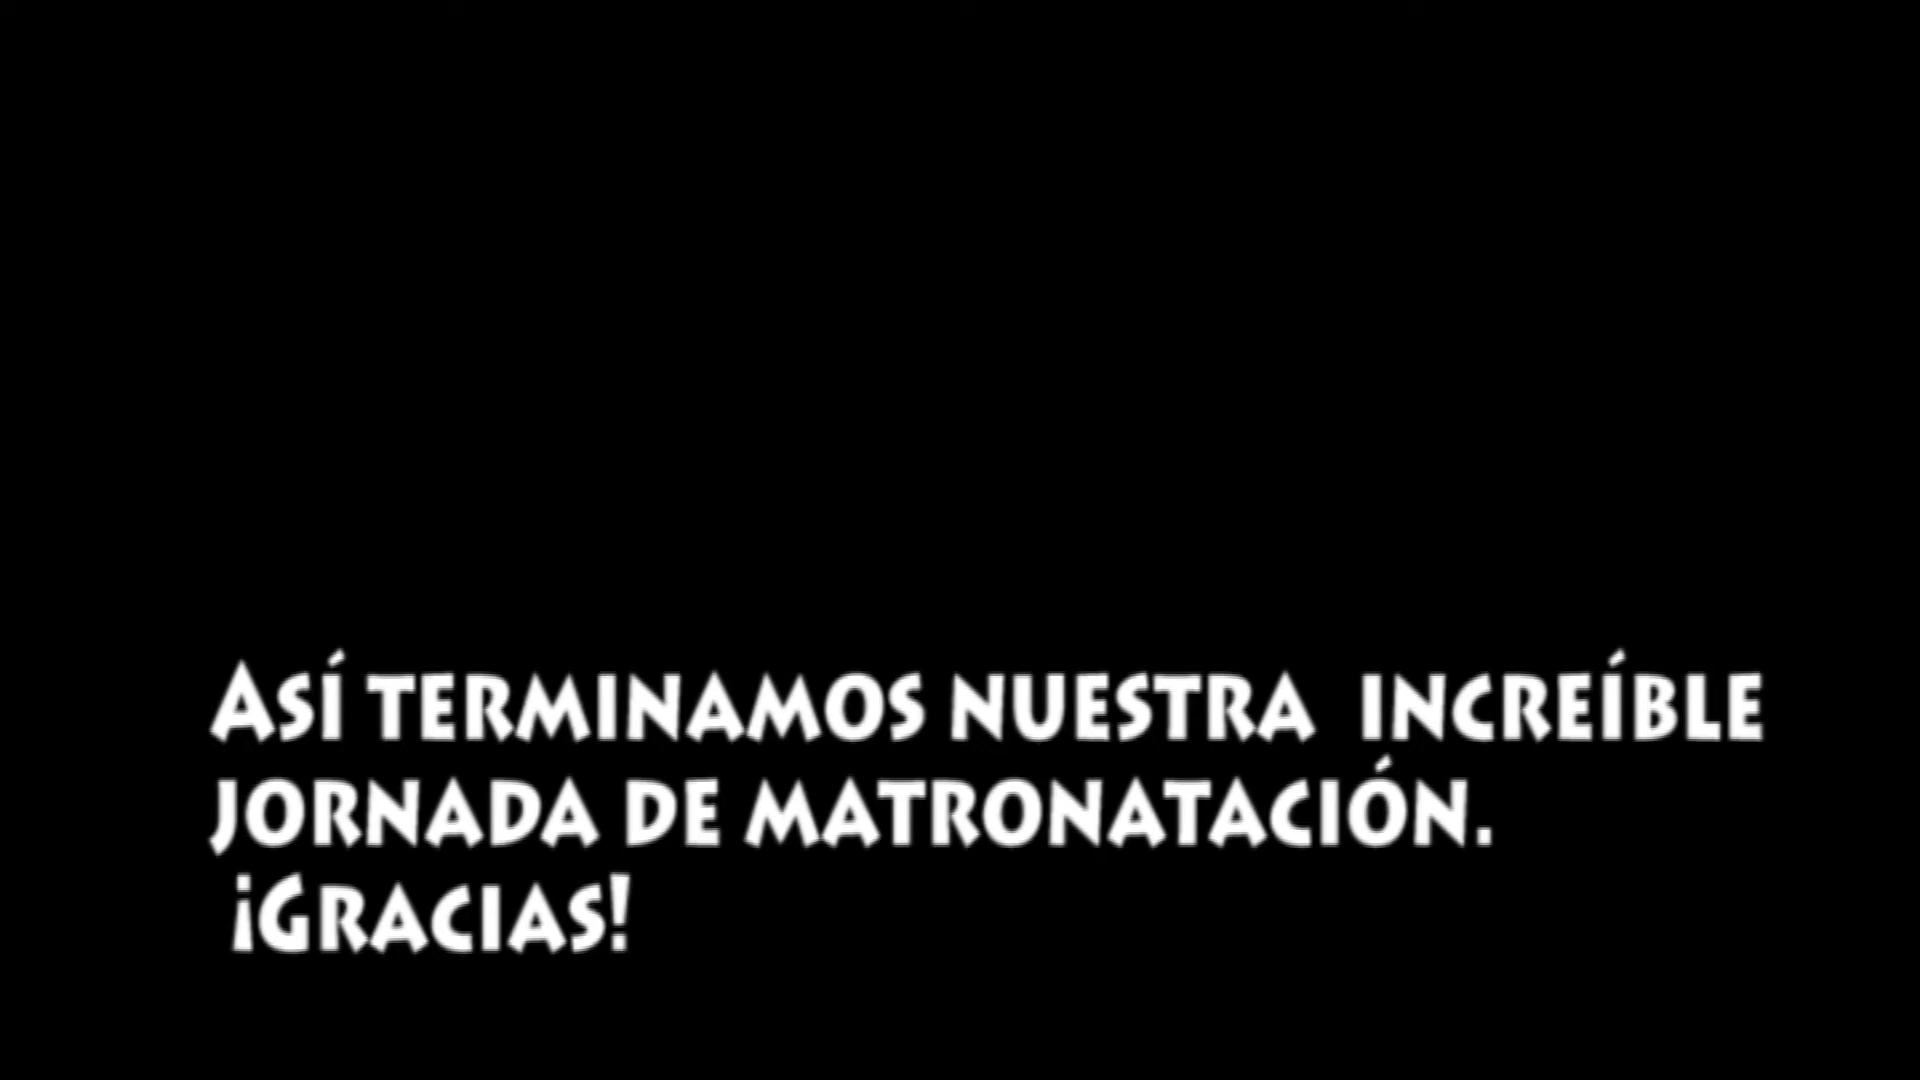 Así terminamos nuestra  increíble
jornada de matronatación.
¡Gracias!